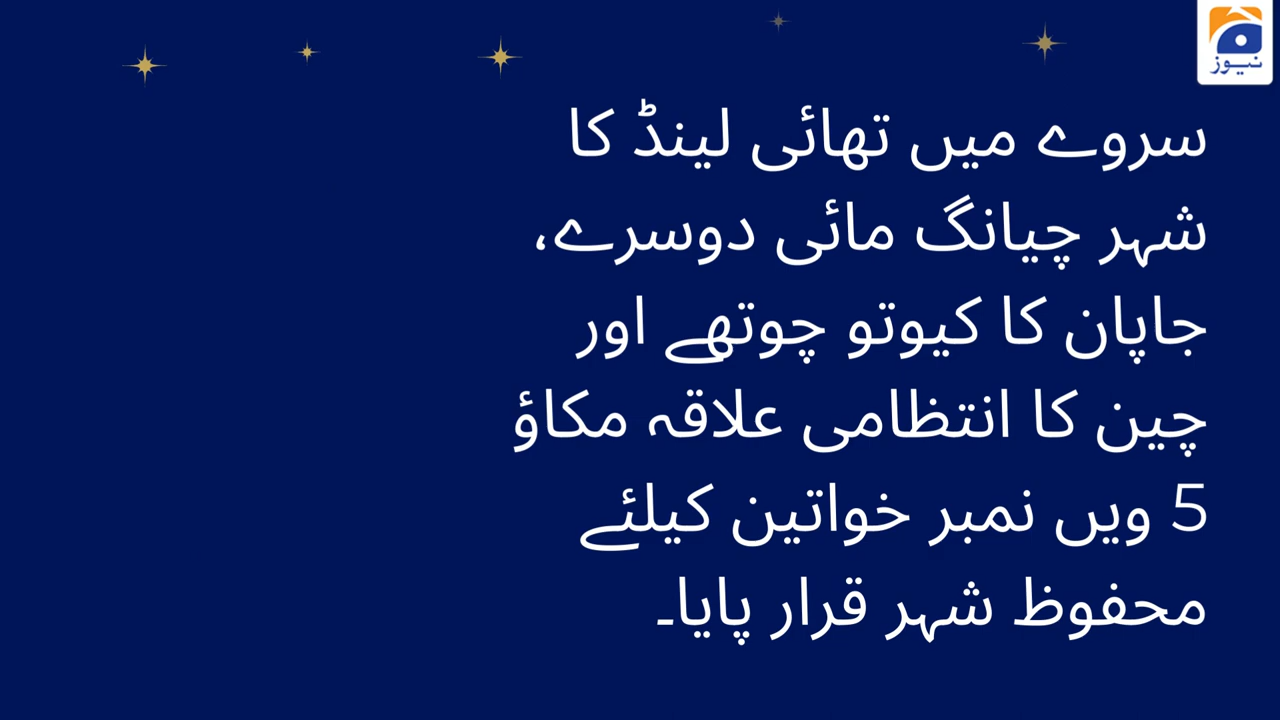 نیوز
سروے میں تھائی لینڈ کا
شہر چیانگ مائی دوسرے،
جاپان کا کیوتو چوتھے اور
چین کا انتظامی علاقہ مکاؤ
5 ویں نمبر خواتین کیلئے
محفوظ شہر قرار پایا۔